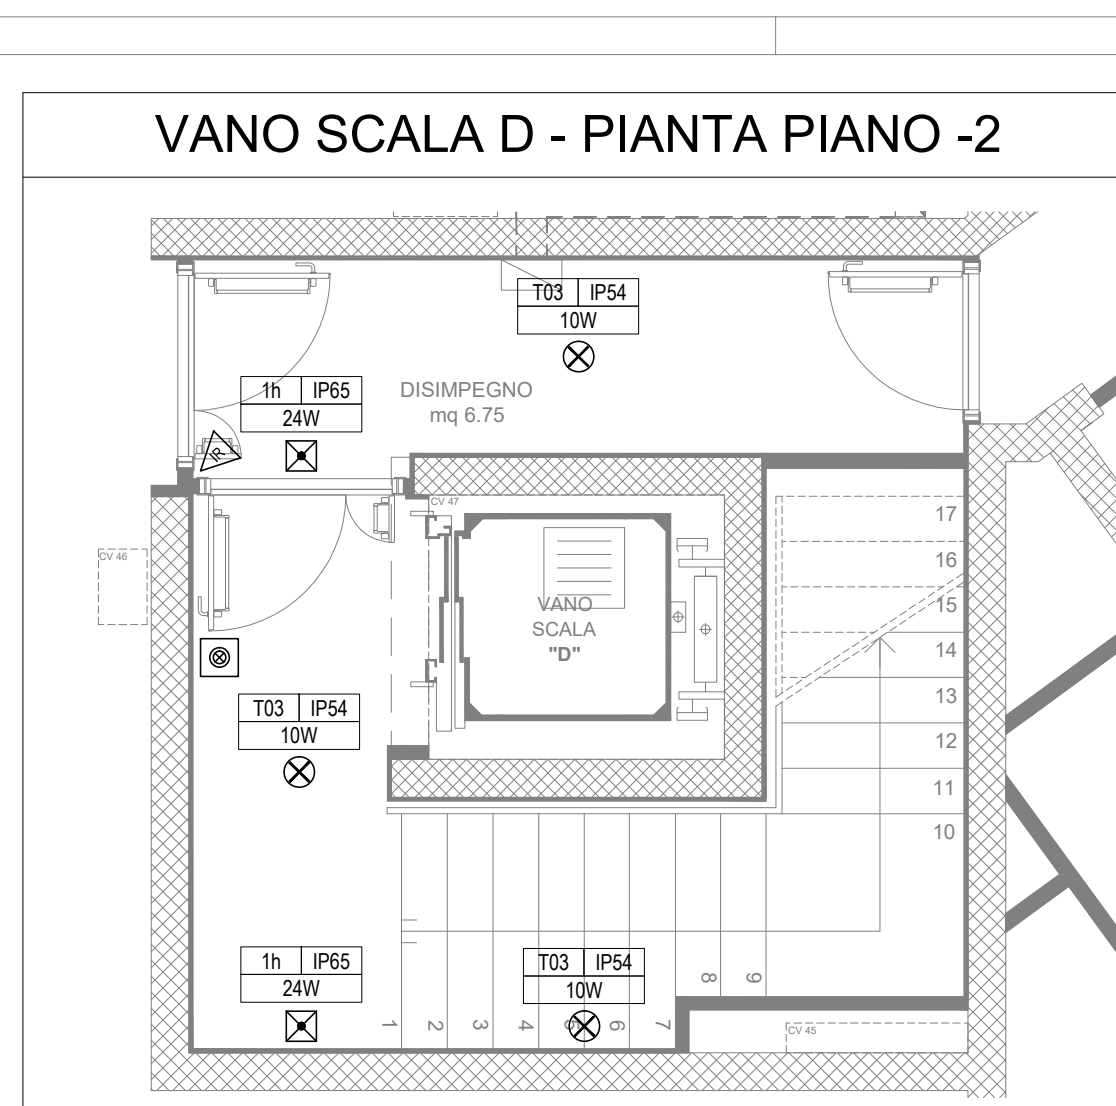 VANO SCALA D - PIANTA PIANO -2
T03 IP54
10W
1h IP65
24W
DISIMPEGNO
mq 6.75
IR
CV 47
CV 46
17
16
15
14
13
12
11
10
VANO
SCALA
"D"
T03 IP54
10W
1h IP65
24W
T03 IP54
10W
1 2 3 4 5 6 7 8 9
CV 45